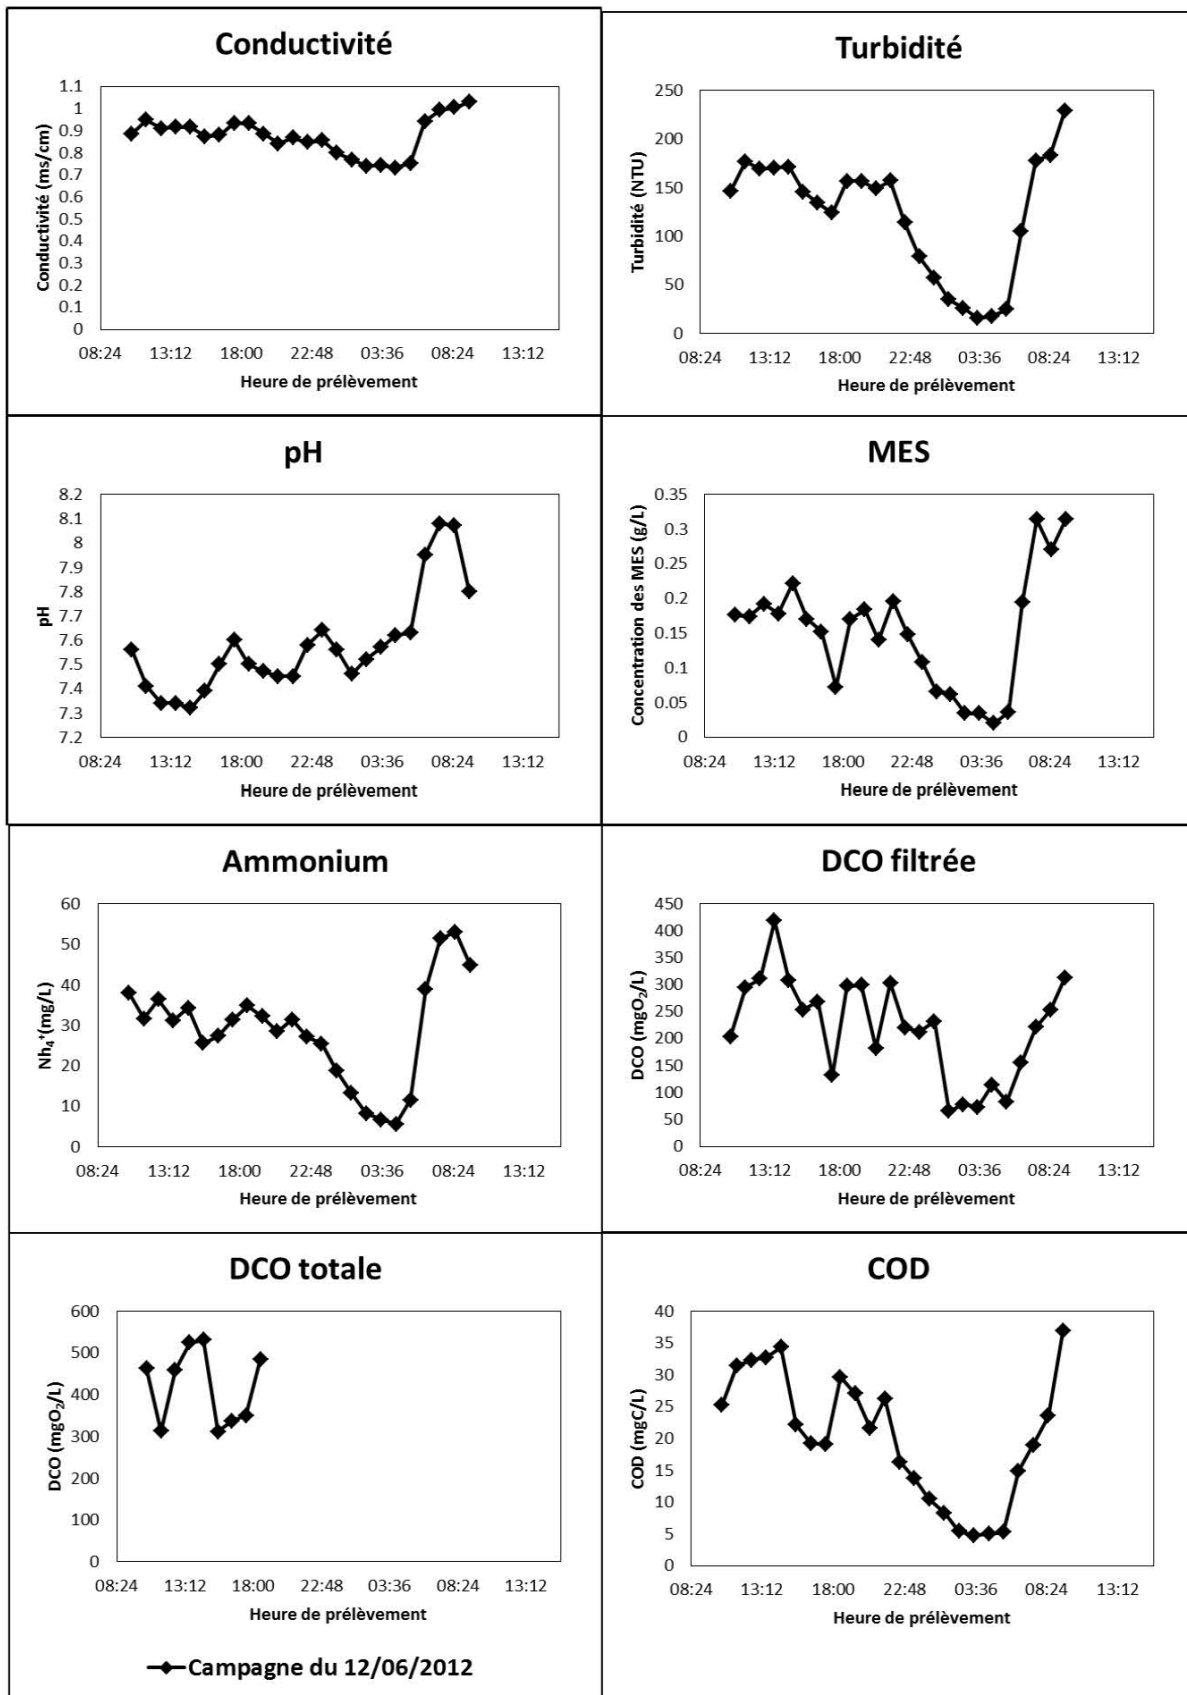 Conductivité
1.1
1
0.9
0.8
0.7
0.6
0.5
0.4
0.3
0.2
0.1
0
Conductivité (ms/cm)
08:24 13:12 18:00 22:48 03:36 08:24 13:12
Heure de prélèvement
Turbidité
250
200
150
100
50
0
Turbidité (NTU)
08:24 13:12 18:00 22:48 03:36 08:24 13:12
Heure de prélèvement
pH
8.2
8.1
8
7.9
7.8
7.7
7.6
7.5
7.4
7.3
7.2
pH
08:24 13:12 18:00 22:48 03:36 08:24 13:12
Heure de prélèvement
MES
0.35
0.3
0.25
0.2
0.15
0.1
0.05
0
Concentration des MES (g/L)
08:24 13:12 18:00 22:48 03:36 08:24 13:12
Heure de prélèvement
Ammonium
60
50
40
30
20
10
0
Nh₄⁺(mg/L)
08:24 13:12 18:00 22:48 03:36 08:24 13:12
Heure de prélèvement
DCO filtrée
450
400
350
300
250
200
150
100
50
0
DCO (mgO₂/L)
08:24 13:12 18:00 22:48 03:36 08:24 13:12
Heure de prélèvement
DCO totale
600
500
400
300
200
100
0
DCO (mgO₂/L)
08:24 13:12 18:00 22:48 03:36 08:24 13:12
Heure de prélèvement
COD
40
35
30
25
20
15
10
5
0
COD (mgC/L)
08:24 13:12 18:00 22:48 03:36 08:24 13:12
Heure de prélèvement
Campagne du 12/06/2012